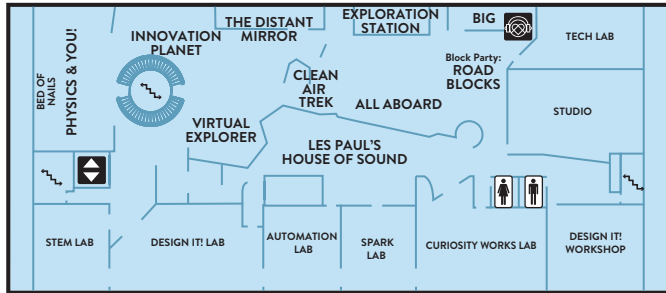 THE DISTANT
MIRROR
EXPLORATION
STATION
BIG
TECH LAB
INNOVATION
PLANET
BED OF
NAILS
PHYSICS & YOU!
Block Party:
ROAD
BLOCKS
CLEAN
AIR
TREK
ALL ABOARD
STUDIO
VIRTUAL
EXPLORER
LES PAUL'S
HOUSE OF SOUND
STEM LAB
DESIGN IT! LAB
AUTOMATION
LAB
SPARK
LAB
CURIOSITY WORKS LAB
DESIGN IT!
WORKSHOP